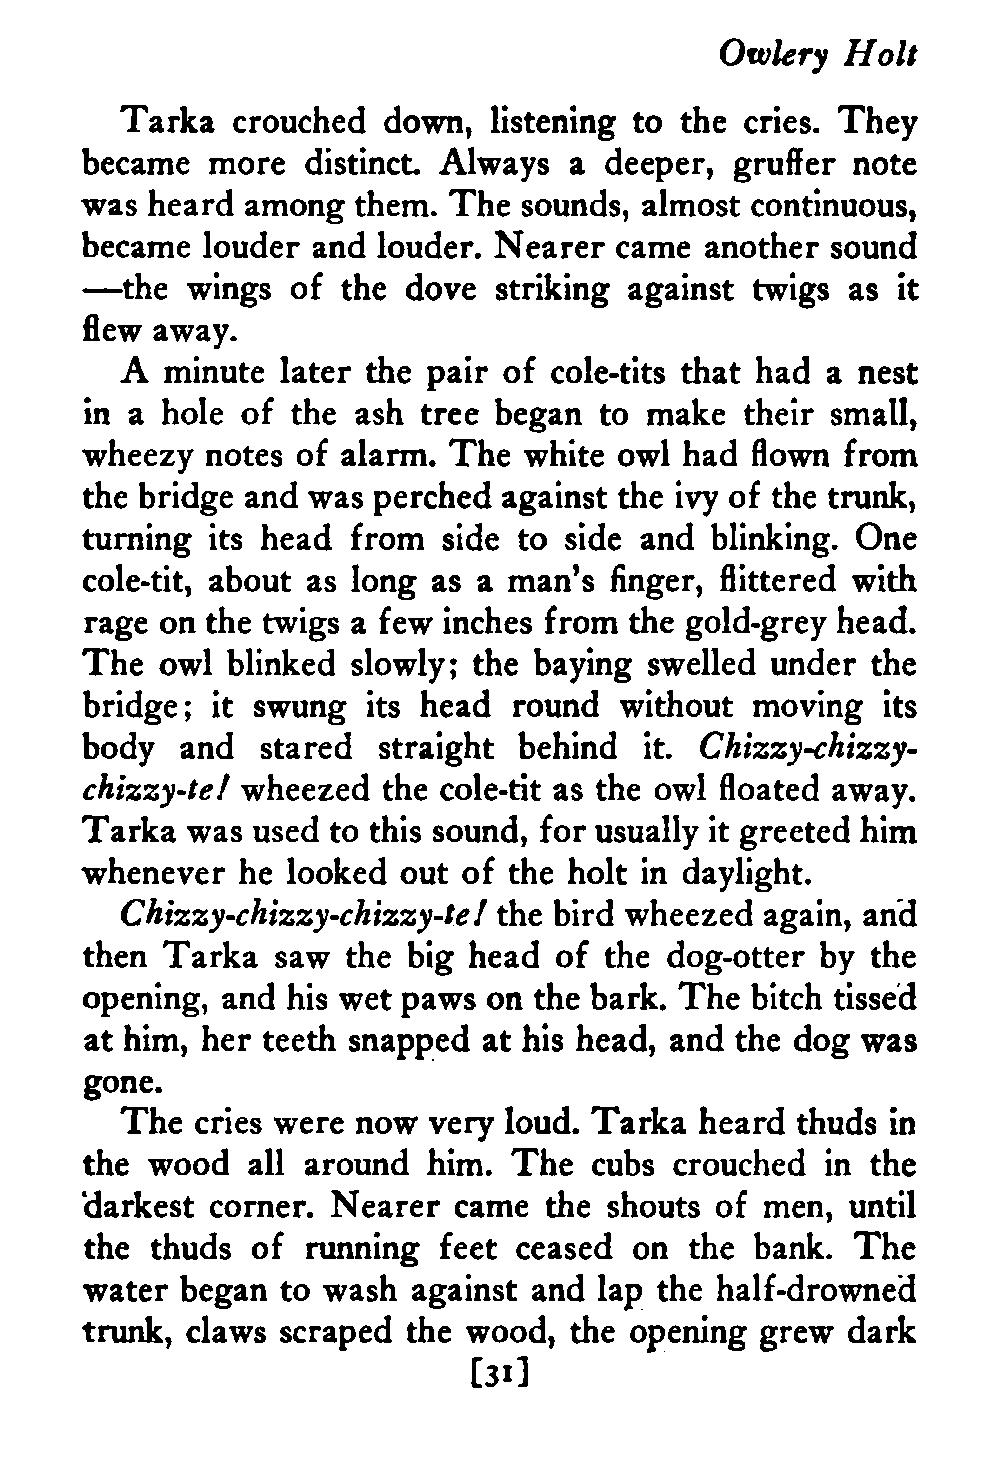 Owlery Holt
Tarka crouched down, listening to the cries. They
became more distinct. Always a deeper, gruffer note
was heard among them. The sounds, almost continuous,
became louder and louder. Nearer came another sound
—the wings of the dove striking against twigs as it
flew away.
A minute later the pair of cole-tits that had a nest
in a hole of the ash tree began to make their small,
wheezy notes of alarm. The white owl had flown from
the bridge and was perched against the ivy of the trunk,
turning its head from side to side and blinking. One
cole-tit, about as long as a man's finger, flittered with
rage on the twigs a few inches from the gold-grey head.
The owl blinked slowly; the baying swelled under the
bridge; it swung its head round without moving its
body and stared straight behind it. Chizzy-chizzy-
chizzy-te! wheezed the cole-tit as the owl floated away.
Tarka was used to this sound, for usually it greeted him
whenever he looked out of the holt in daylight.
Chizzy-chizzy-chizzy-te! the bird wheezed again, and
then Tarka saw the big head of the dog-otter by the
opening, and his wet paws on the bark. The bitch tissed
at him, her teeth snapped at his head, and the dog was
gone.
The cries were now very loud. Tarka heard thuds in
the wood all around him. The cubs crouched in the
darkest corner. Nearer came the shouts of men, until
the thuds of running feet ceased on the bank. The
water began to wash against and lap the half-drowned
trunk, claws scraped the wood, the opening grew dark
[31]